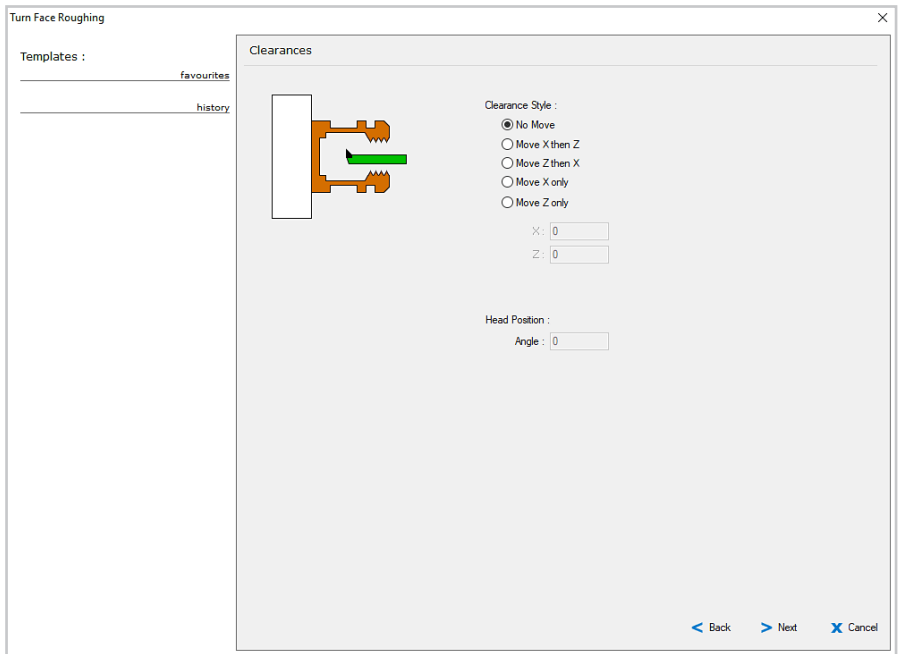 Turn Face Roughing
Templates :
favourites
history
Clearances
Clearance Style :
No Move
Move X then Z
Move Z then X
Move X only
Move Z only
X : 0
Z : 0
Head Position :
Angle : 0
< Back > Next X Cancel